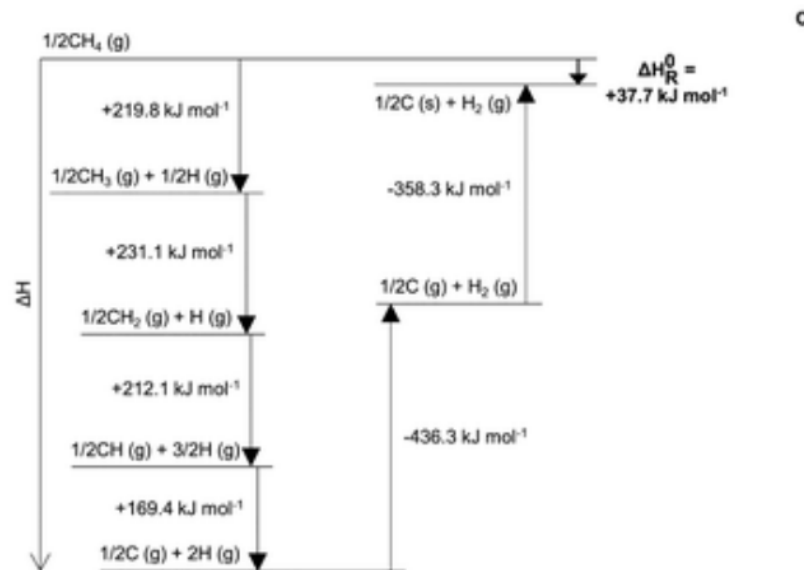 1/2CH₄ (g)
+219.8 kJ mol⁻¹
1/2CH₃ (g) + 1/2H (g)
+231.1 kJ mol⁻¹
1/2CH₂ (g) + H (g)
+212.1 kJ mol⁻¹
1/2CH (g) + 3/2H (g)
+169.4 kJ mol⁻¹
1/2C (g) + 2H (g)
ΔH
-436.3 kJ mol⁻¹
1/2C (g) + H₂ (g)
-358.3 kJ mol⁻¹
1/2C (s) + H₂ (g)
ΔH⁰R =
+37.7 kJ mol⁻¹